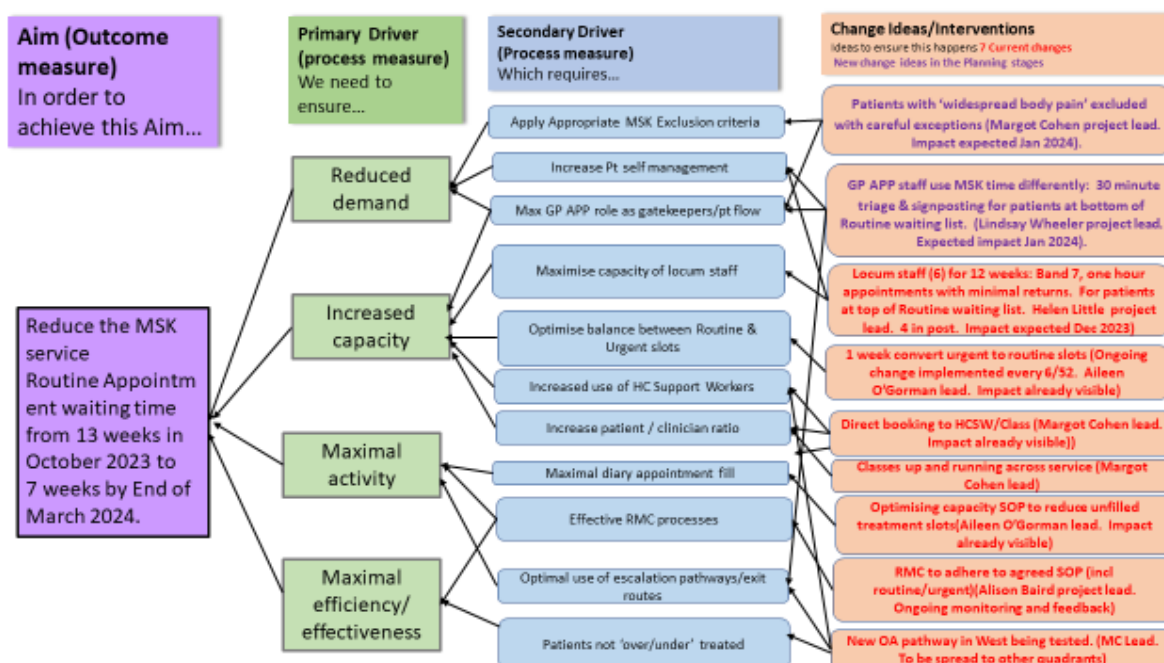 Aim (Outcome
measure)
In order to
achieve this Aim...
Primary Driver
(process measure)
We need to
ensure...
Secondary Driver
(Process measure)
Which requires...
Change Ideas/Interventions
Ideas to ensure this happens 7 Current changes
New change ideas in the Planning stages
Reduce the MSK
service
Routine Appointm
ent waiting time
from 13 weeks in
October 2023 to
7 weeks by End of
March 2024.
Reduced
demand
Increased
capacity
Maximal
activity
Maximal
efficiency/
effectiveness
Apply Appropriate MSK Exclusion criteria
Increase Pt self management
Max GP APP role as gatekeepers/pt flow
Maximise capacity of locum staff
Optimise balance between Routine &
Urgent slots
Increased use of HC Support Workers
Increase patient / clinician ratio
Maximal diary appointment fill
Effective RMC processes
Optimal use of escalation pathways/exit
routes
Patients not 'over/under' treated
Patients with 'widespread body pain' excluded
with careful exceptions (Margot Cohen project lead.
Impact expected Jan 2024).
GP APP staff use MSK time differently: 30 minute
triage & signposting for patients at bottom of
Routine waiting list. (Lindsay Wheeler project lead.
Expected impact Jan 2024).
Locum staff (6) for 12 weeks: Band 7, one hour
appointments with minimal returns. For patients
at top of Routine waiting list. Helen Little project
lead. 4 in post. Impact expected Dec 2023)
1 week convert urgent to routine slots (Ongoing
change implemented every 6/52. Aileen
O'Gorman lead. Impact already visible)
Direct booking to HCSW/Class (Margot Cohen lead.
Impact already visible))
Classes up and running across service (Margot
Cohen lead)
Optimising capacity SOP to reduce unfilled
treatment slots(Aileen O'Gorman lead. Impact
already visible)
RMC to adhere to agreed SOP (incl
routine/urgent)(Alison Baird project lead.
Ongoing monitoring and feedback)
New OA pathway in West being tested. (MC Lead.
To be spread to other quadrants)